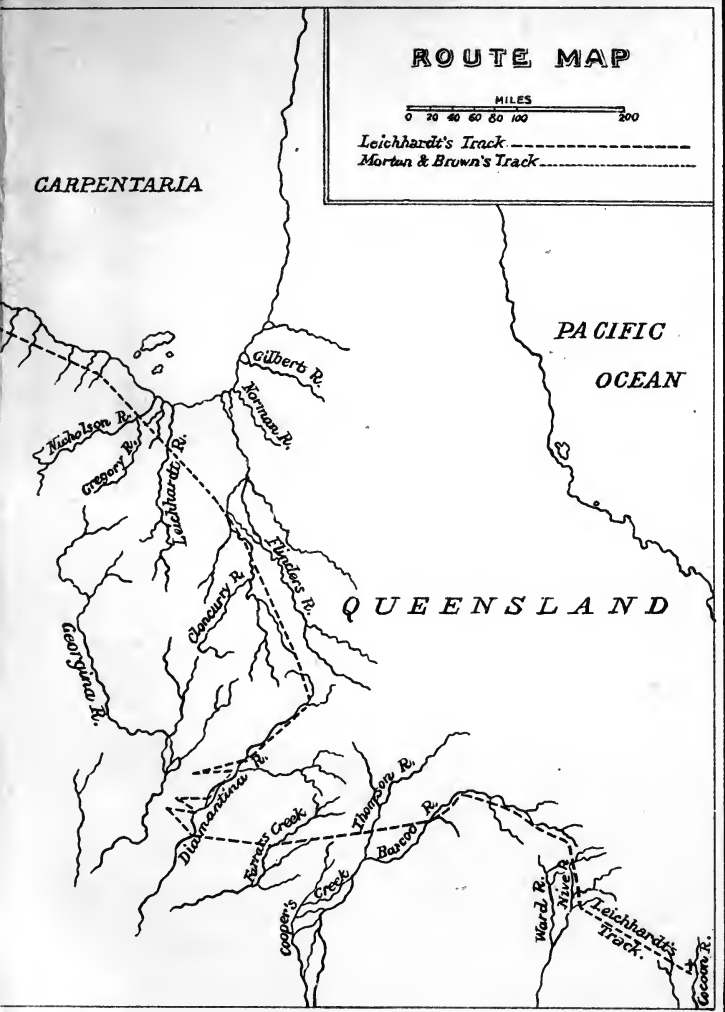 ROUTE MAP
MILES
0 20 40 60 80 100 200
Leichhardt's Track
Morton & Brown's Track
CARPENTARIA
PACIFIC
OCEAN
Gilbert R.
Norman R.
Nicholson R.
Gregory R.
Leichhardt R.
Flinders R.
Cloncurry R.
QUEENSLAND
Georgina R.
Diamantina R.
Farrars Creek
Thompson R.
Barcoo R.
Cooper's Creek
Ward R.
Nive R.
Leichhardt's
Track.
Cocoon R.